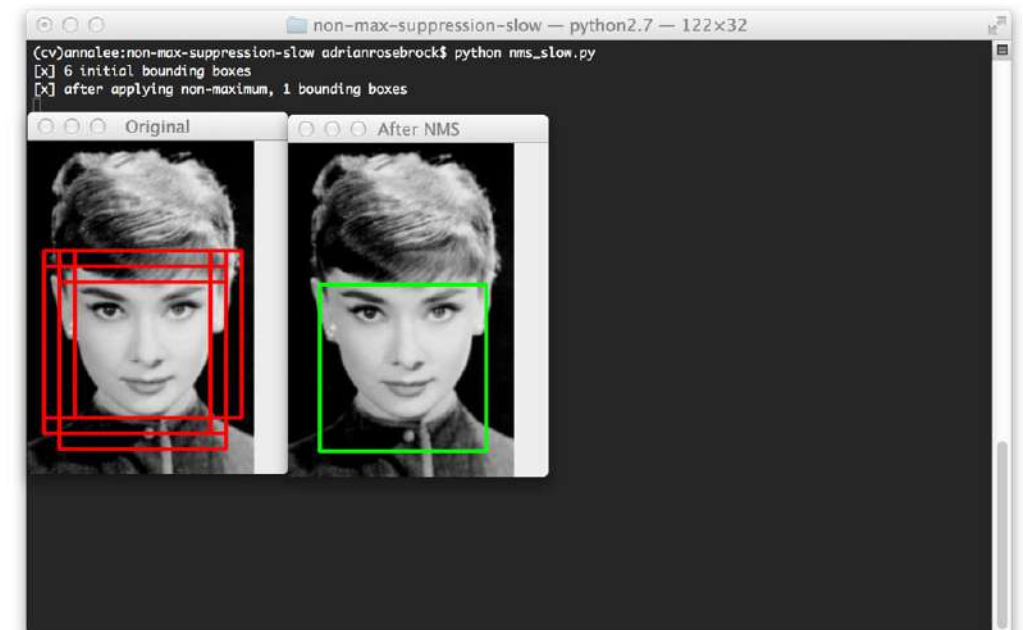 non-max-suppression-slow — python2.7 — 122×32
(cv)annalee:non-max-suppression-slow adrianrosebrock$ python nms_slow.py
[x] 6 initial bounding boxes
[x] after applying non-maximum, 1 bounding boxes
Original
After NMS